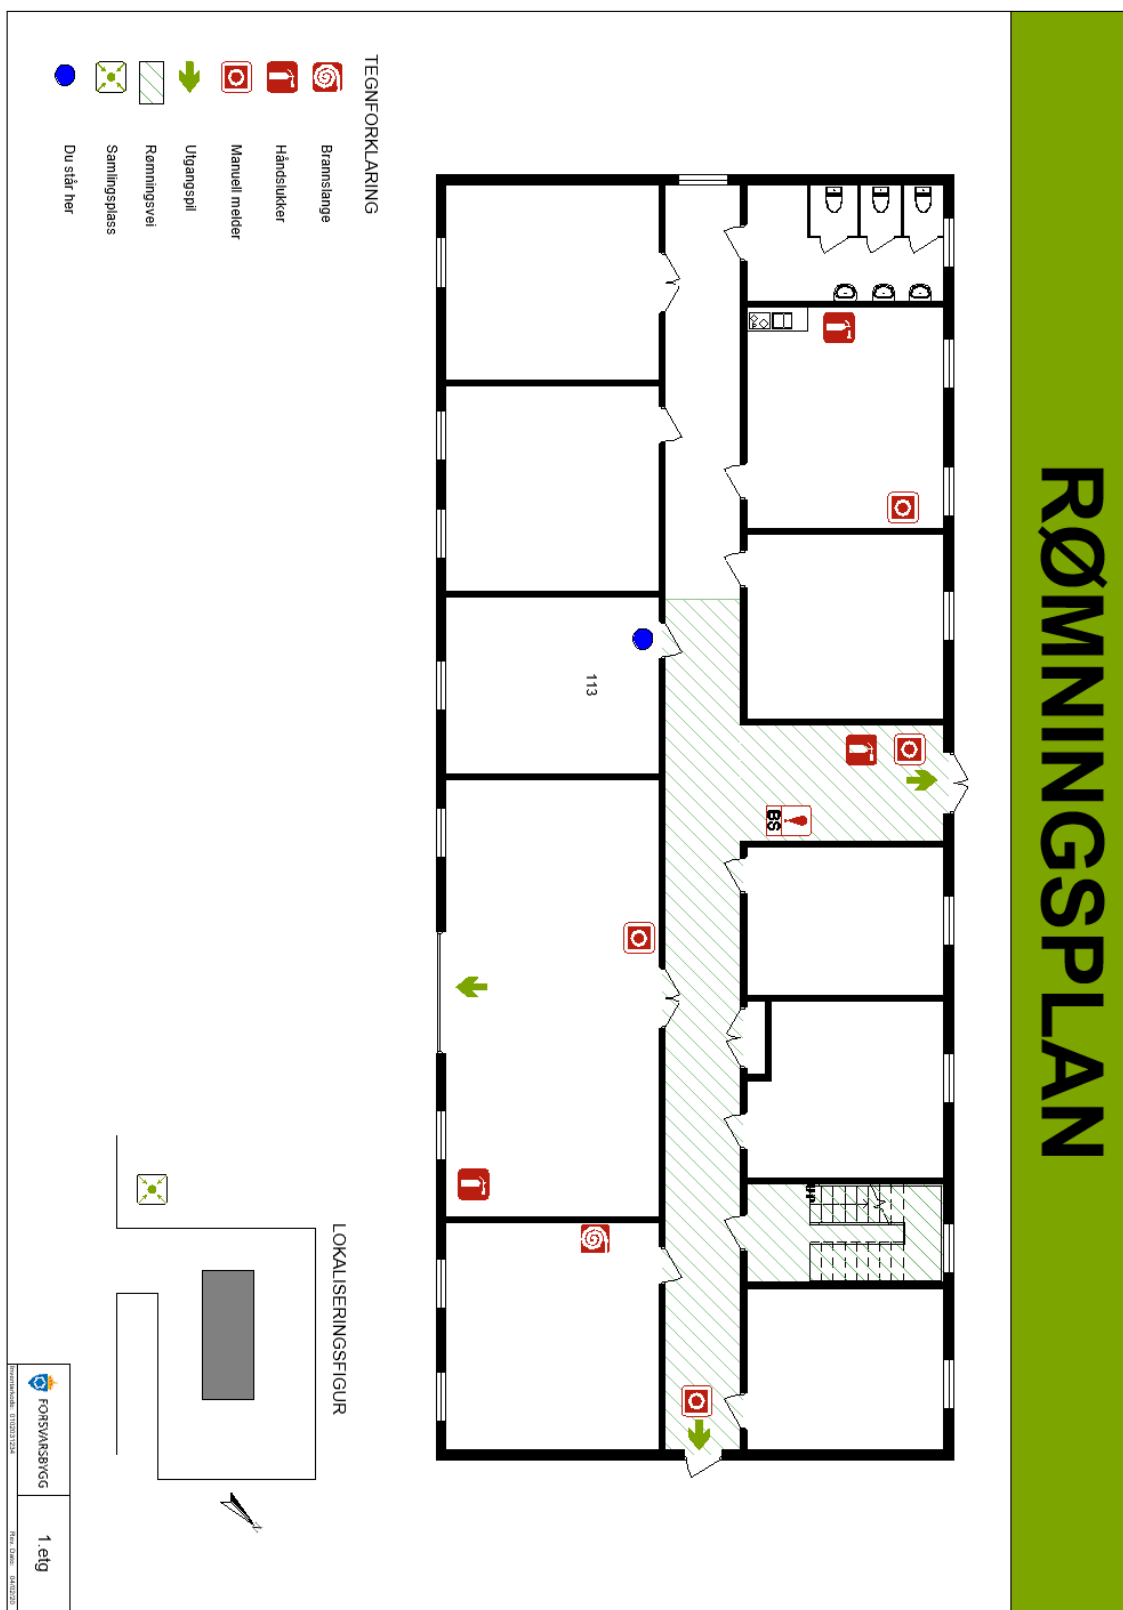 RØMNINGSPLAN
113
BS
TEGNFORKLARING
Brannslange
Håndslukker
Manuell melder
Utgangspil
Rømningsvei
Samlingsplass
Du står her
LOKALISERINGSFIGUR
FORSVARSBYGG
1.etg